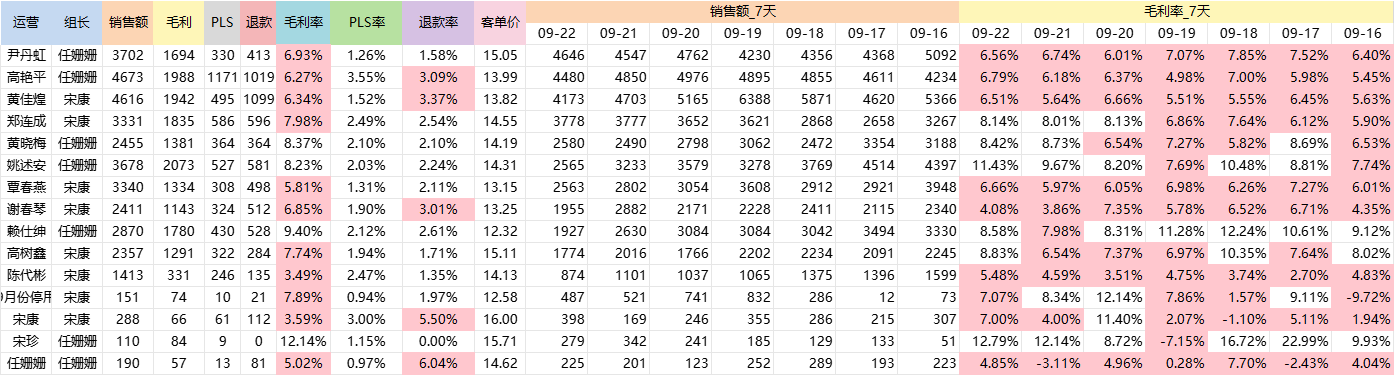 运营 组长 销售额 毛利 PLS 退款 毛利率 PLS率 退款率 客单价 销售额_7天 毛利率_7天
09-22 09-21 09-20 09-19 09-18 09-17 09-16 09-22 09-21 09-20 09-19 09-18 09-17 09-16
尹丹虹 任姗姗 3702 1694 330 413 6.93% 1.26% 1.58% 15.05 4646 4547 4762 4230 4356 4368 5092 6.56% 6.74% 6.01% 7.07% 7.85% 7.52% 6.40%
高艳平 任姗姗 4673 1988 1171 1019 6.27% 3.55% 3.09% 13.99 4480 4850 4976 4895 4855 4611 4234 6.79% 6.18% 6.37% 4.98% 7.00% 5.98% 5.45%
黄佳煌 宋康 4616 1942 495 1099 6.34% 1.52% 3.37% 13.82 4173 4703 5165 6388 5871 4620 5366 6.51% 5.64% 6.66% 5.51% 5.55% 6.45% 5.63%
郑连成 宋康 3331 1835 586 596 7.98% 2.49% 2.54% 14.55 3778 3777 3652 3621 2868 2658 3267 8.14% 8.01% 8.13% 6.86% 7.64% 6.12% 5.90%
黄晓梅 任姗姗 2455 1381 364 364 8.37% 2.10% 2.10% 14.19 2580 2490 2798 3062 2472 3354 3188 8.42% 8.73% 6.54% 7.27% 5.82% 8.69% 6.53%
姚述安 任姗姗 3678 2073 527 581 8.23% 2.03% 2.24% 14.31 2565 3233 3579 3278 3769 4514 4397 11.43% 9.67% 8.20% 7.69% 10.48% 8.81% 7.74%
覃春燕 宋康 3340 1334 308 498 5.81% 1.31% 2.11% 13.15 2563 2802 3054 3608 2912 2921 3948 6.66% 5.97% 6.05% 6.98% 6.26% 7.27% 6.01%
谢春琴 宋康 2411 1143 324 512 6.85% 1.90% 3.01% 13.25 1955 2882 2171 2228 2411 2115 2340 4.08% 3.86% 7.35% 5.78% 6.52% 6.71% 4.35%
赖仕绅 任姗姗 2870 1780 430 528 9.40% 2.12% 2.61% 12.32 1927 2630 3084 3084 3042 3494 3330 8.58% 7.98% 8.31% 11.28% 12.24% 10.61% 9.12%
高树鑫 宋康 2357 1291 322 284 7.74% 1.94% 1.71% 15.11 1774 2016 1766 2202 2234 2091 2245 8.83% 6.54% 7.37% 6.97% 10.35% 7.64% 8.02%
陈代彬 宋康 1413 331 246 135 3.49% 2.47% 1.35% 14.13 874 1101 1037 1065 1375 1396 1599 5.48% 4.59% 3.51% 4.75% 3.74% 2.70% 4.83%
9月份停用 宋康 151 74 10 21 7.89% 0.94% 1.97% 12.58 487 521 741 832 286 12 73 7.07% 8.34% 12.14% 7.86% 1.57% 9.11% -9.72%
宋康 宋康 288 66 61 112 3.59% 3.00% 5.50% 16.00 398 169 246 355 286 215 307 7.00% 4.00% 11.40% 2.07% -1.10% 5.11% 1.94%
宋珍 任姗姗 110 84 9 0 12.14% 1.15% 0.00% 15.71 279 342 241 185 129 133 51 12.79% 12.14% 8.72% -7.15% 16.72% 22.99% 9.93%
任姗姗 任姗姗 190 57 13 81 5.02% 0.97% 6.04% 14.62 225 201 123 252 289 193 223 4.85% -3.11% 4.96% 0.28% 7.70% -2.43% 4.04%